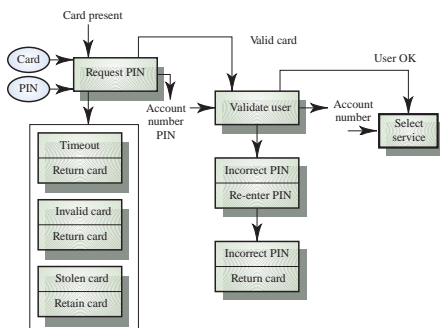 Card present
Valid card
User OK
Card
Request PIN
PIN
Account
number
PIN
Validate user
Account
number
Select
service
Timeout
Return card
Invalid card
Return card
Stolen card
Retain card
Incorrect PIN
Re-enter PIN
Incorrect PIN
Return card